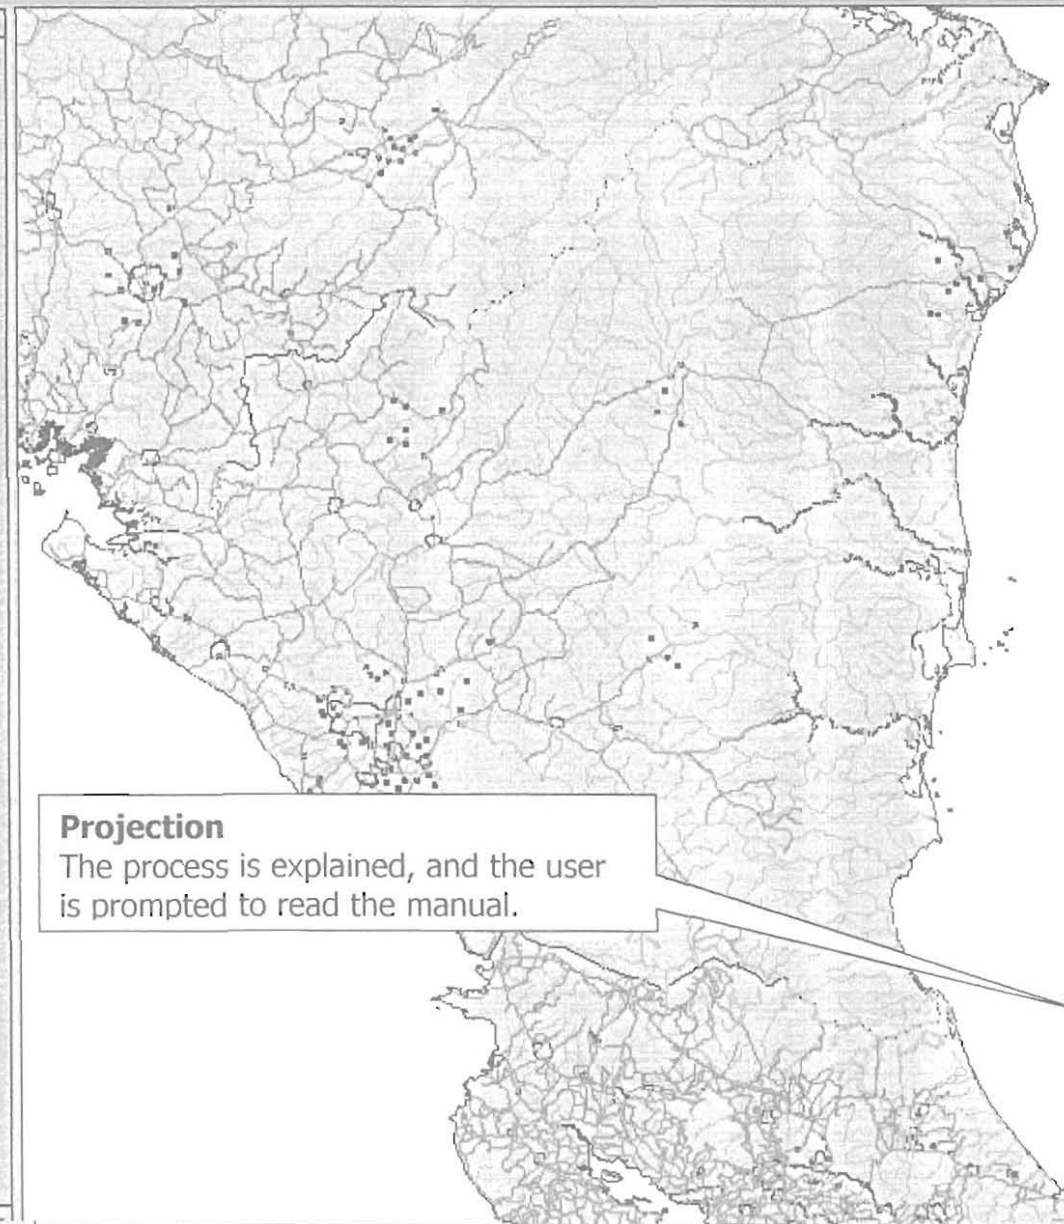 Projection
The process is explained, and the user
is prompted to read the manual.